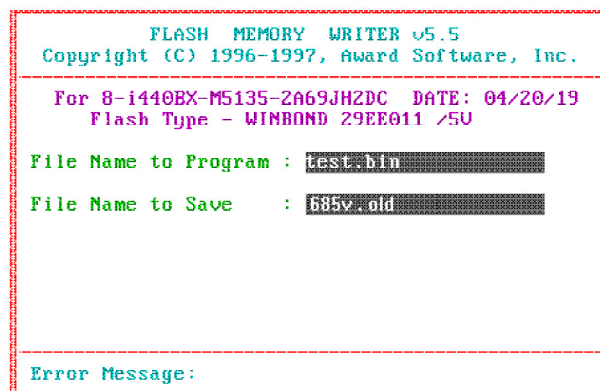 FLASH MEMORY WRITER v5.5
Copyright (C) 1996-1997, Award Software, Inc.
For 8-i440BX-M5135-2A69JH2DC DATE: 04/20/19
Flash Type - WINBOND 29EE011 /5V
File Name to Program : test.bin
File Name to Save : 685v.old
Error Message: